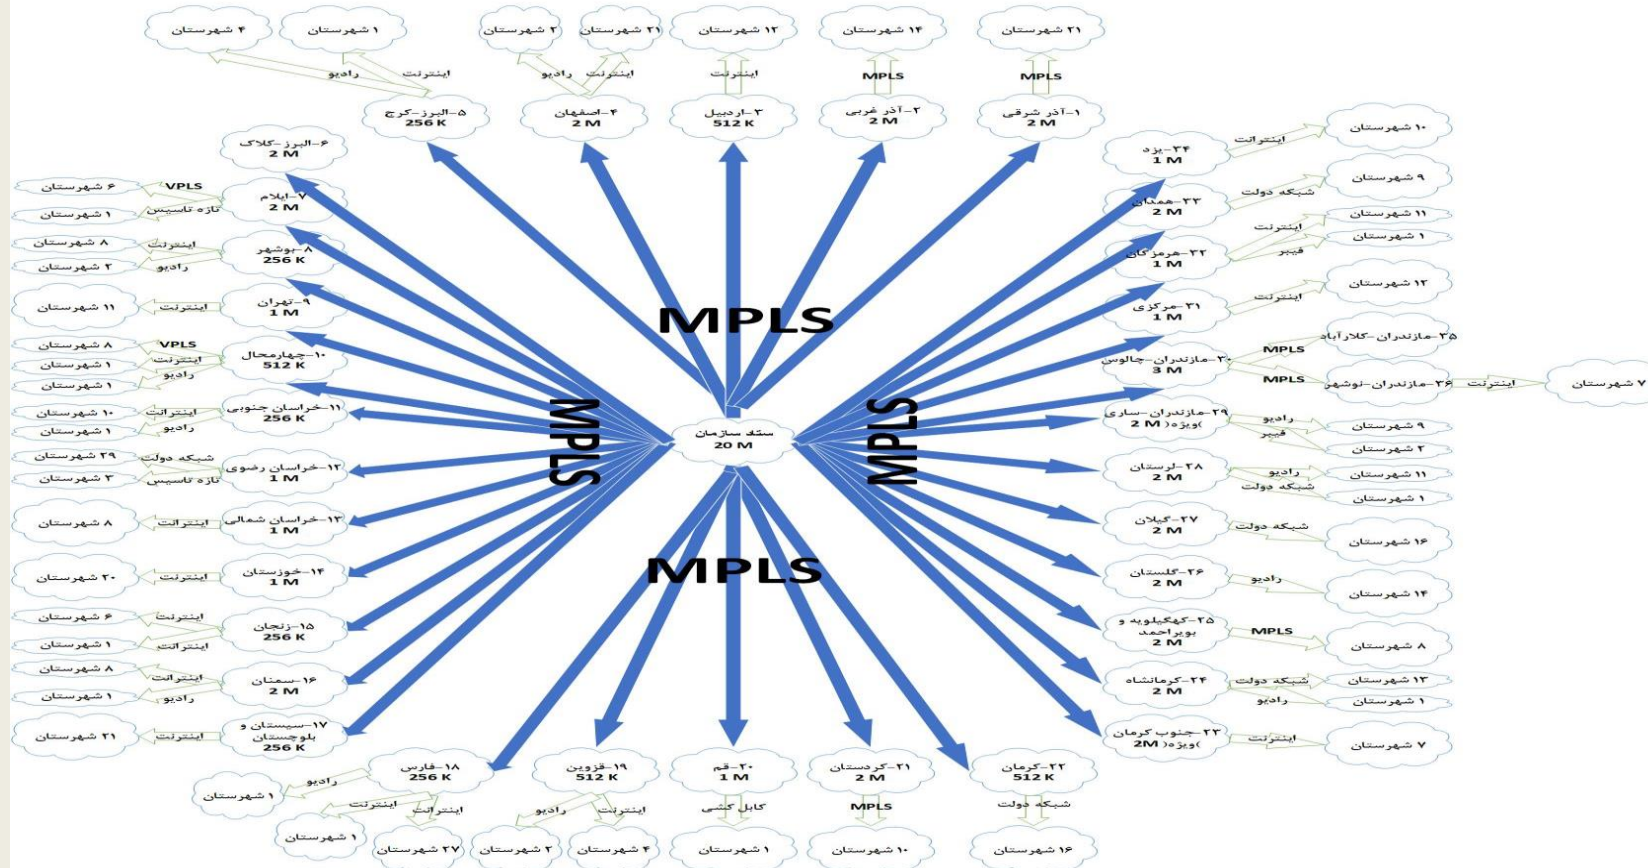 ۴ شهرستان
۱ شهرستان
۲ شهرستان
۲۱ شهرستان
۱۲ شهرستان
۱۴ شهرستان
۲۱ شهرستان
رادیو
اینترنت
رادیو
اینترنت
اینترنت
MPLS
MPLS
۵-البرز-کرج
256 K
۴-اصفهان
2 M
۳-اردبیل
512 K
۲-آذر غربی
2 M
۱-آذر شرقی
2 M
۶-البرز-کلاک
2 M
۶ شهرستان
VPLS
۱ شهرستان
تازه تاسیس
۷-ایلام
2 M
۸ شهرستان
اینترنت
۲ شهرستان
رادیو
۸-بوشهر
256 K
۱۱ شهرستان
اینترنت
۹-تهران
1 M
۸ شهرستان
VPLS
۱ شهرستان
اینترنت
۱ شهرستان
رادیو
۱۰-چهارمحال
512 K
۱۰ شهرستان
اینترانت
۱ شهرستان
رادیو
۱۱-خراسان جنوبی
256 K
۲۹ شهرستان
شبکه دولت
۳ شهرستان
تازه تاسیس
۱۲-خراسان رضوی
1 M
۸ شهرستان
اینترانت
۱۳-خراسان شمالی
1 M
۲۰ شهرستان
اینترنت
۱۴-خوزستان
1 M
۶ شهرستان
اینترنت
۱ شهرستان
اینترانت
۱۵-زنجان
256 K
۸ شهرستان
اینترانت
۱ شهرستان
رادیو
۱۶-سمنان
2 M
۲۱ شهرستان
اینترنت
۱۷-سیستان و
بلوچستان
256 K
MPLS
MPLS
ستاد سازمان
20 M
MPLS
MPLS
۳۴-یزد
1 M
اینترانت
۱۰ شهرستان
۳۳-همدان
2 M
شبکه دولت
۹ شهرستان
۳۲-هرمزگان
1 M
اینترنت
۱۱ شهرستان
فیبر
۱ شهرستان
۳۱-مرکزی
1 M
اینترنت
۱۲ شهرستان
۳۰-مازندران-چالوس
3 M
MPLS
۳۵-مازندران-کلارآباد
MPLS
۳۶-مازندران-نوشهر
اینترنت
۷ شهرستان
۲۹-مازندران-ساری
)ویژه( 2 M
رادیو
۹ شهرستان
فیبر
۲ شهرستان
۲۸-لرستان
2 M
رادیو
۱۱ شهرستان
شبکه دولت
۱ شهرستان
۲۷-گیلان
2 M
شبکه دولت
۱۶ شهرستان
۲۶-گلستان
2 M
رادیو
۱۴ شهرستان
۲۵-کهگیلویه و
بویراحمد
2 M
MPLS
۸ شهرستان
۲۴-کرمانشاه
2 M
شبکه دولت
۱۳ شهرستان
رادیو
۱ شهرستان
۲۳-جنوب کرمان
)ویژه( 2M
اینترنت
۷ شهرستان
۱۸-فارس
256 K
۱۹-قزوین
512 K
۲۰-قم
1 M
۲۱-کردستان
2 M
۲۲-کرمان
512 K
رادیو
اینترنت
اینترانت
رادیو
اینترنت
کابل کشی
MPLS
شبکه دولت
۱ شهرستان
۱ شهرستان
۲۷ شهرستان
۲ شهرستان
۴ شهرستان
۱ شهرستان
۱۰ شهرستان
۱۶ شهرستان